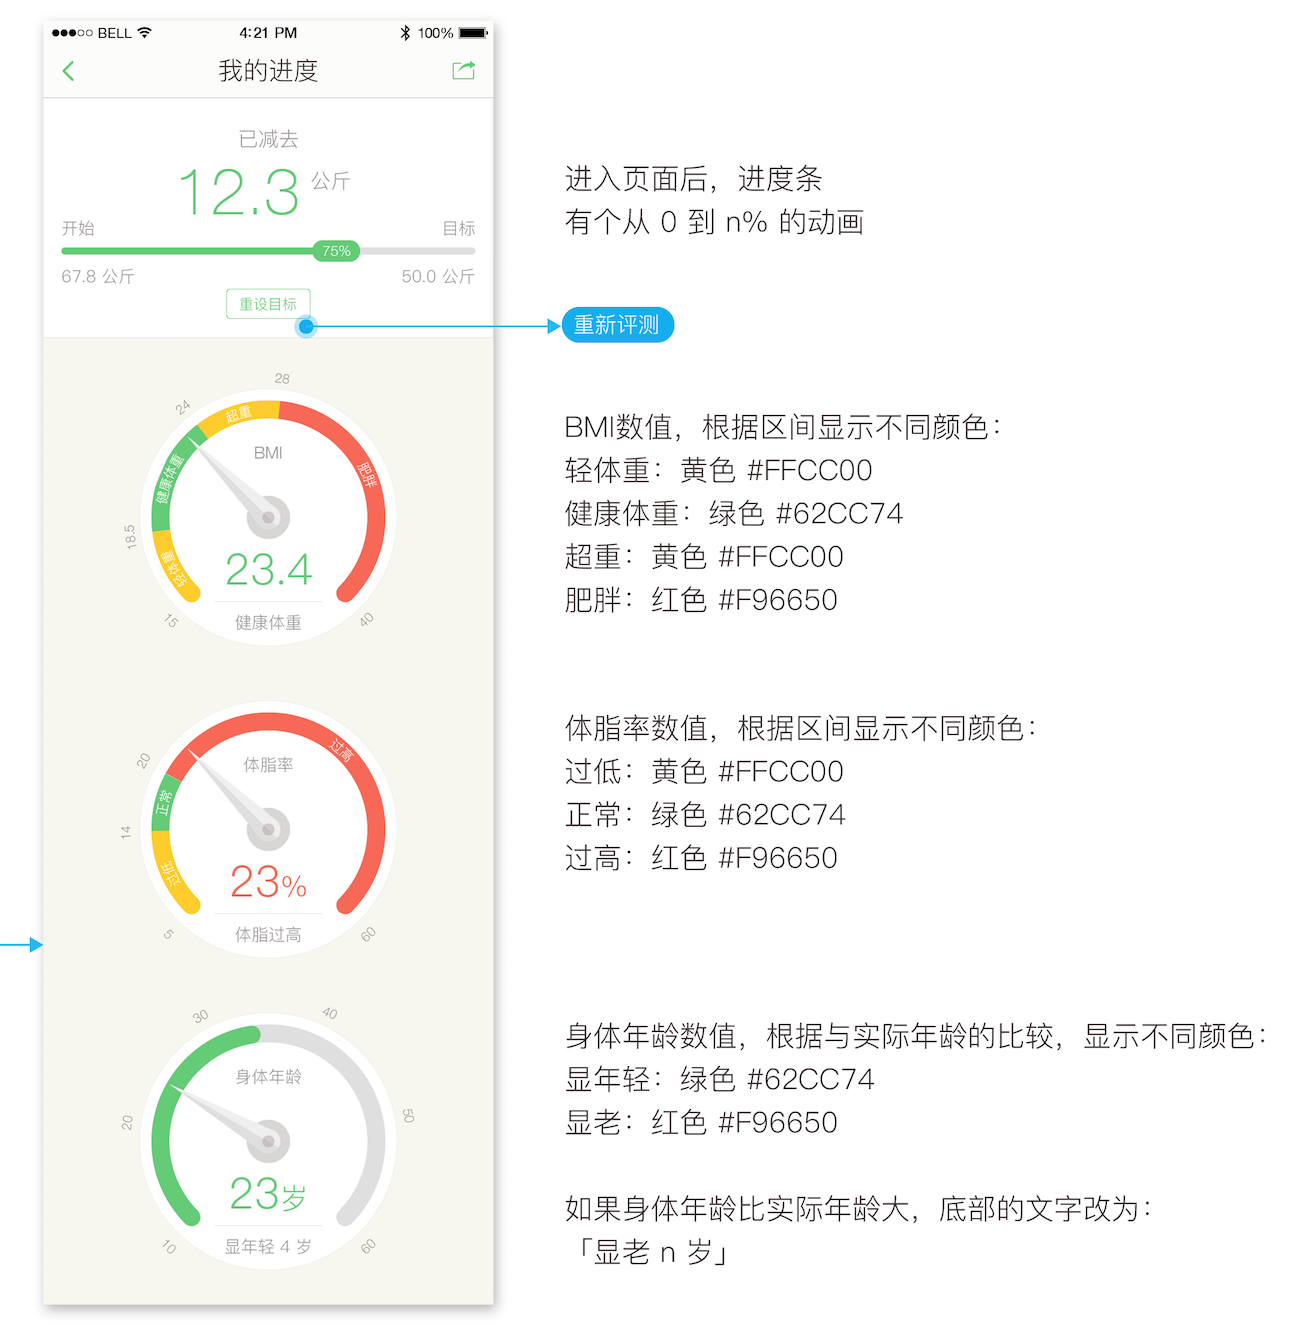 BELL
4:21 PM
100%
我的进度
已减去
12.3 公斤
开始
目标
75%
67.8 公斤
50.0 公斤
重设目标
进入页面后，进度条
有个从 0 到 n% 的动画
重新评测
28
24
超重
BMI
肥胖
健康体重
18.5
轻体重
23.4
15
健康体重
40
BMI数值，根据区间显示不同颜色：
轻体重：黄色 #FFCC00
健康体重：绿色 #62CC74
超重：黄色 #FFCC00
肥胖：红色 #F96650
过高
20
体脂率
正常
14
过低
23%
5
体脂过高
60
体脂率数值，根据区间显示不同颜色：
过低：黄色 #FFCC00
正常：绿色 #62CC74
过高：红色 #F96650
30
40
身体年龄
20
50
23岁
10
显年轻 4 岁
60
身体年龄数值，根据与实际年龄的比较，显示不同颜色：
显年轻：绿色 #62CC74
显老：红色 #F96650
如果身体年龄比实际年龄大，底部的文字改为：
「显老 n 岁」